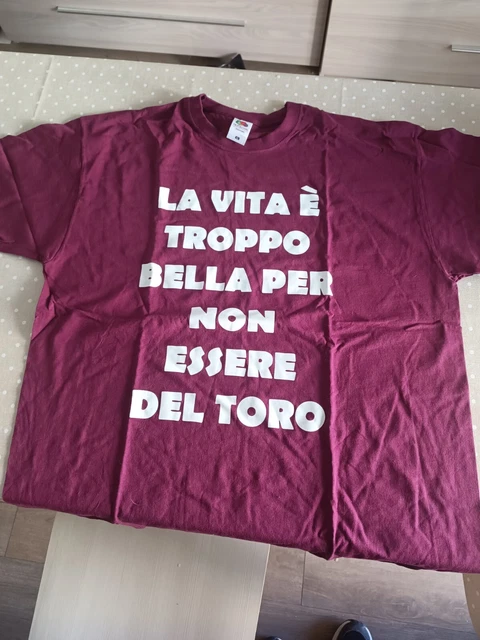 LA VITA È
TROPPO
BELLA PER
NON
ESSERE
DEL TORO